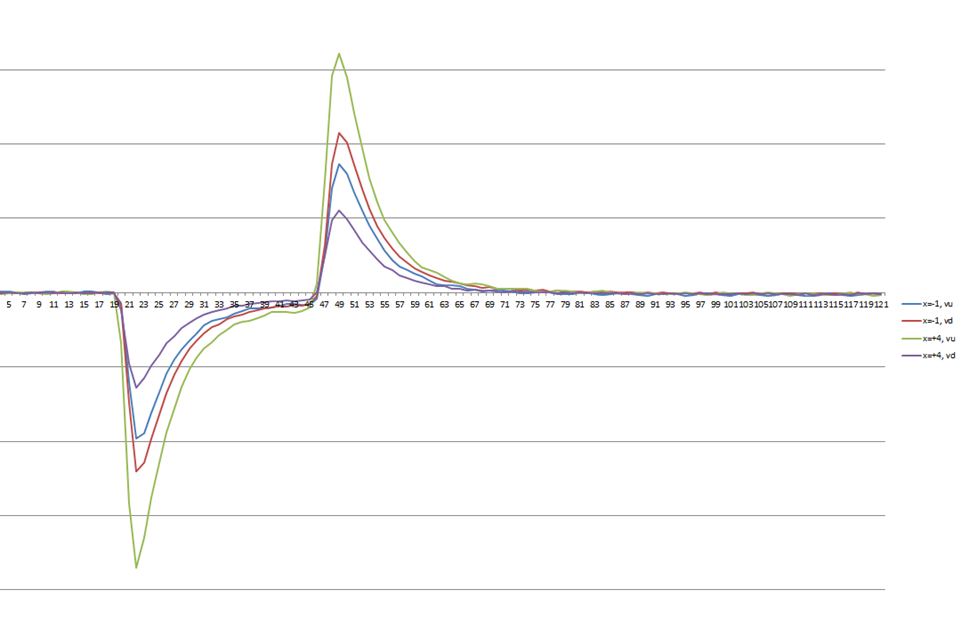 5 7 9 11 13 15 17 19 21 23 25 27 29 31 33 35 37 39 41 43 45 47 49 51 53 55 57 59 61 63 65 67 69 71 73 75 77 79 81 83 85 87 89 91 93 95 97 99 101 103 105 107 109 111 113 115 117 119 121
x=-1, vu
x=-1, vd
x=+4, vu
x=+4, vd